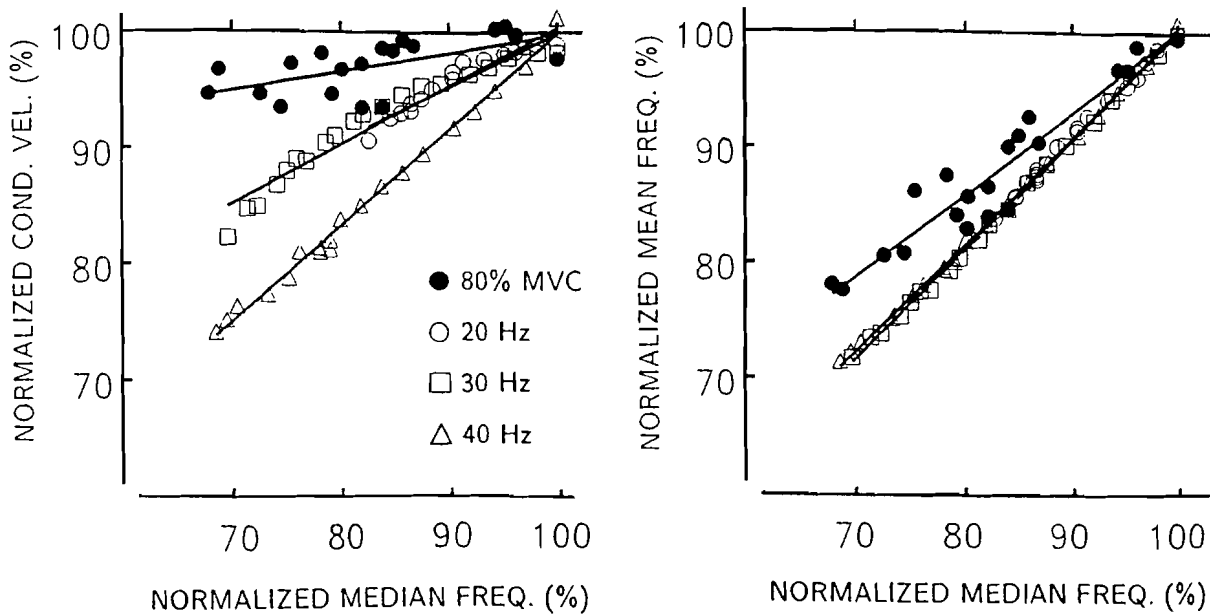 NORMALIZED COND. VEL. (%)
100
90
80
70
● 80% MVC
○ 20 Hz
□ 30 Hz
△ 40 Hz
70 80 90 100
NORMALIZED MEDIAN FREQ. (%)
NORMALIZED MEAN FREQ. (%)
100
90
80
70
70 80 90 100
NORMALIZED MEDIAN FREQ. (%)